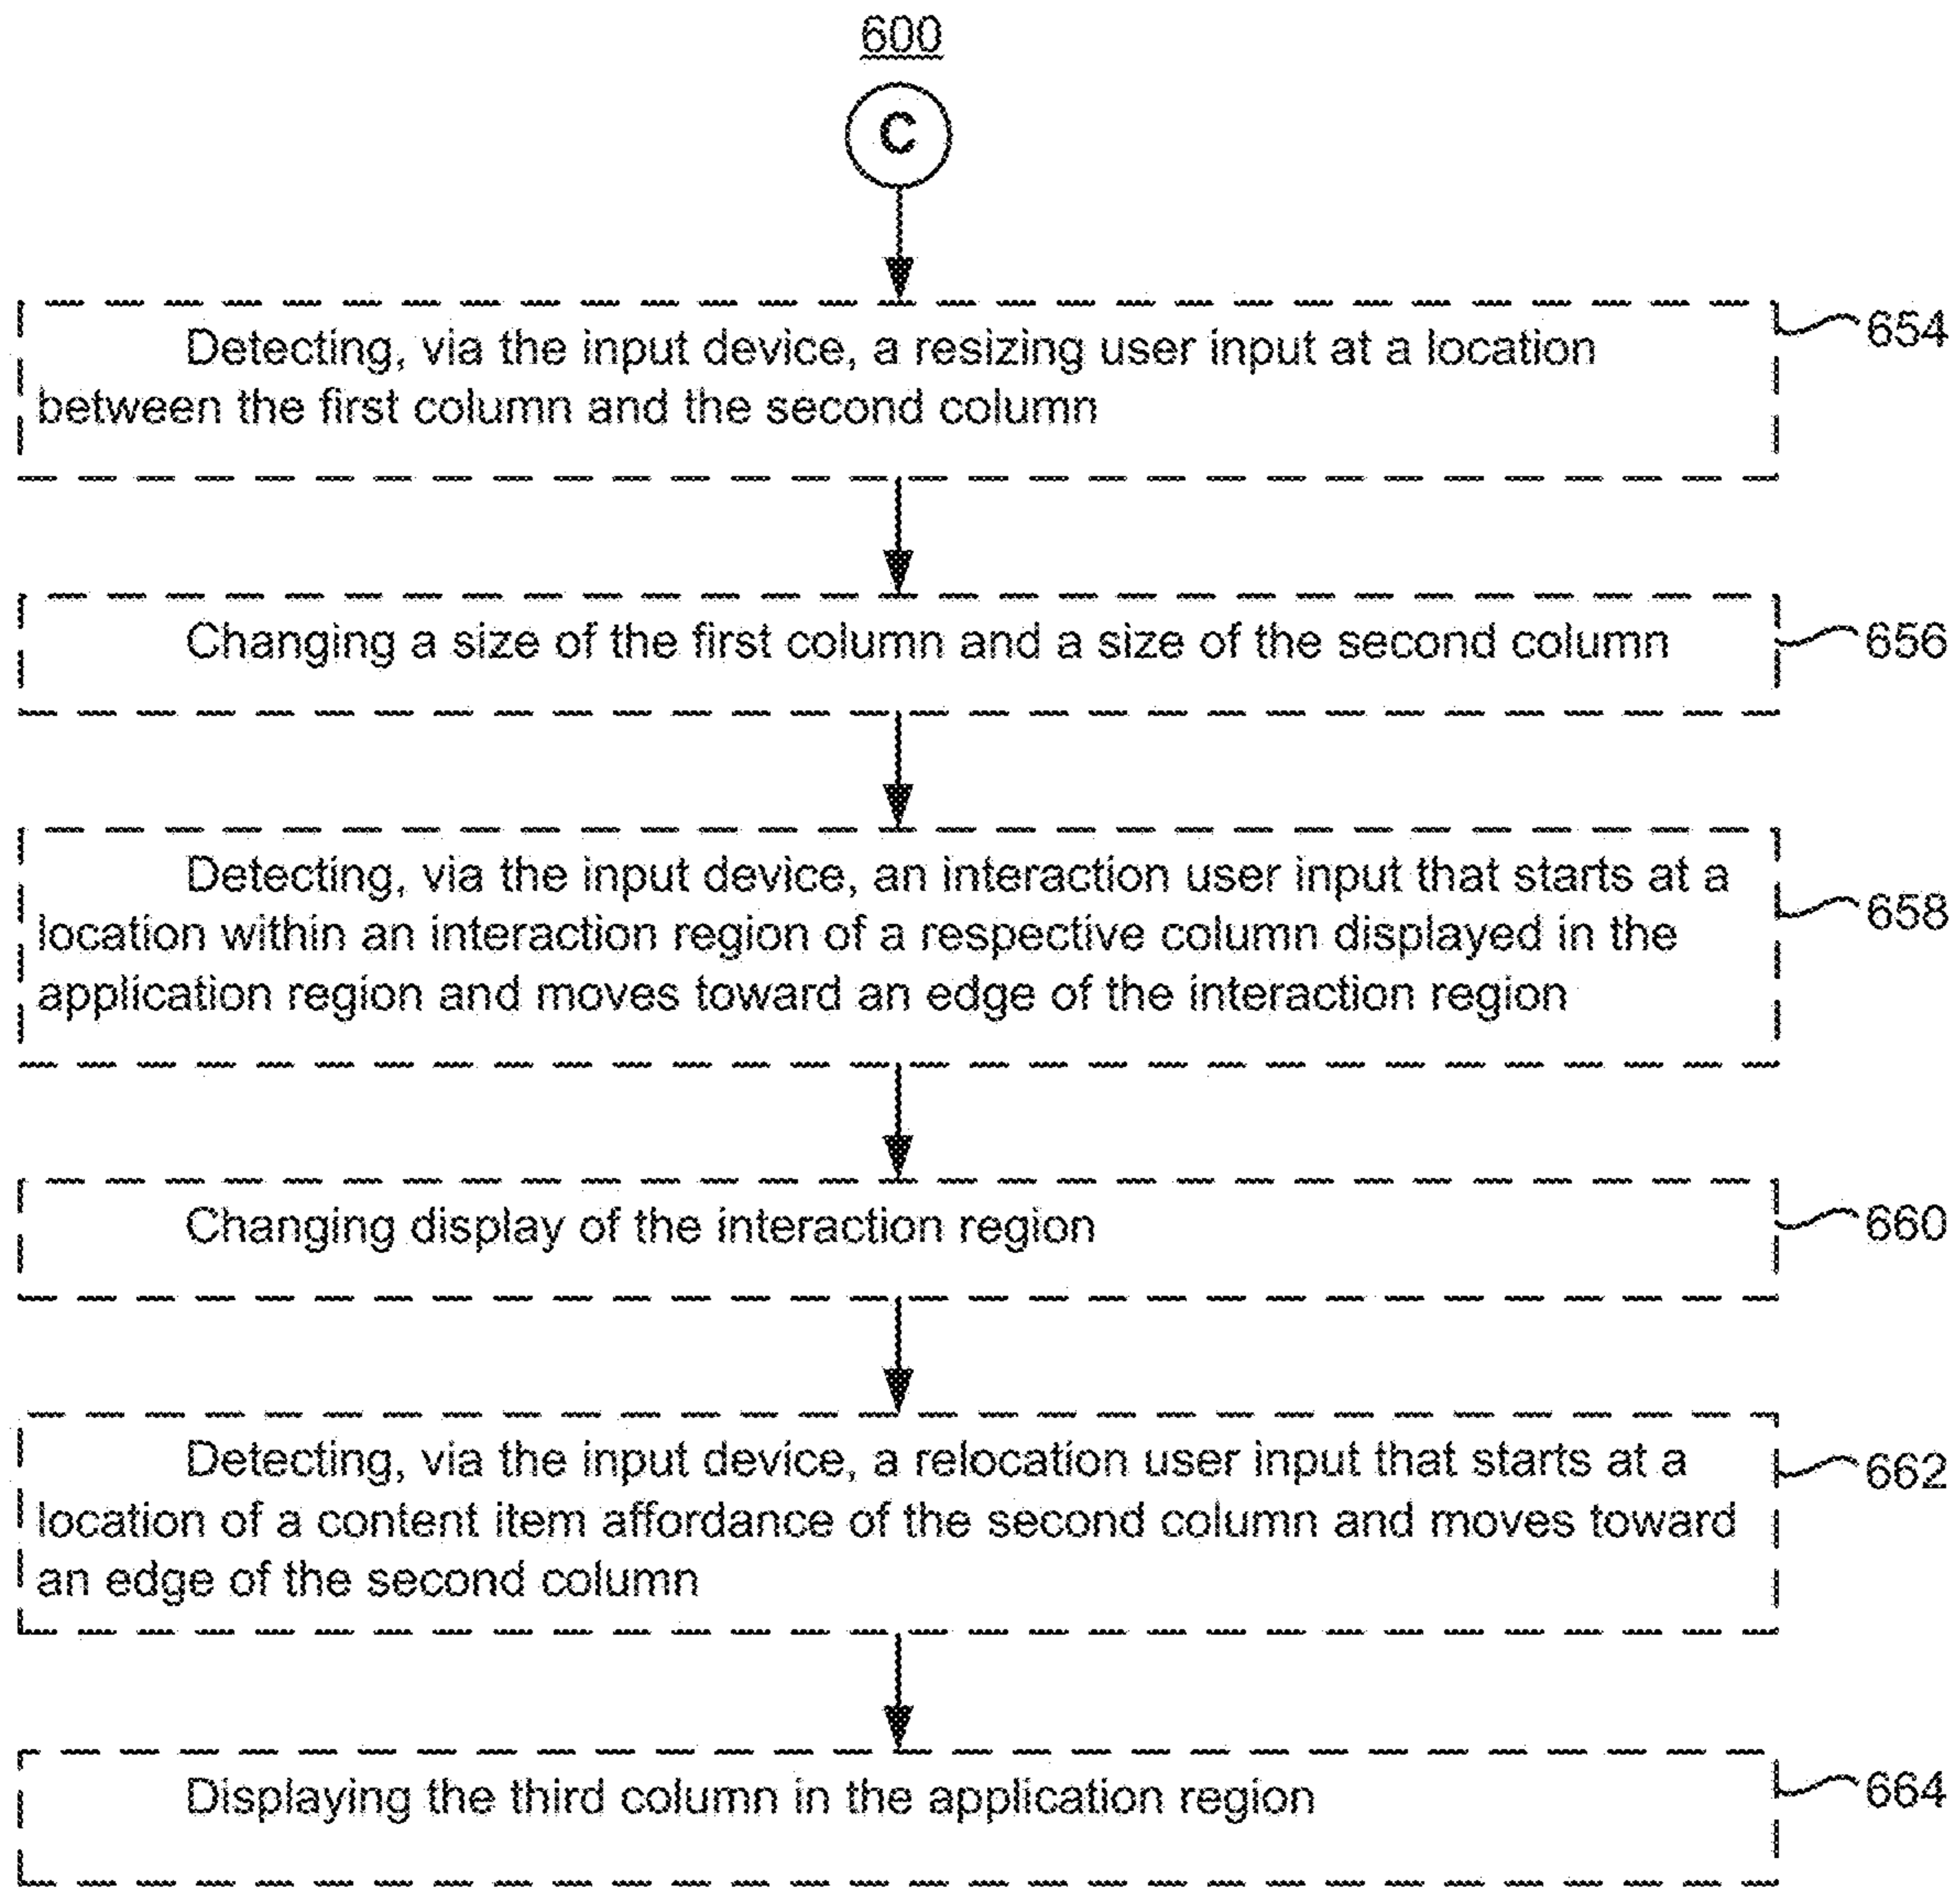 600
C
Detecting, via the input device, a resizing user input at a location
between the first column and the second column
654
Changing a size of the first column and a size of the second column
656
Detecting, via the input device, an interaction user input that starts at a
location within an interaction region of a respective column displayed in the
application region and moves toward an edge of the interaction region
658
Changing display of the interaction region
660
Detecting, via the input device, a relocation user input that starts at a
location of a content item affordance of the second column and moves toward
an edge of the second column
662
Displaying the third column in the application region
664